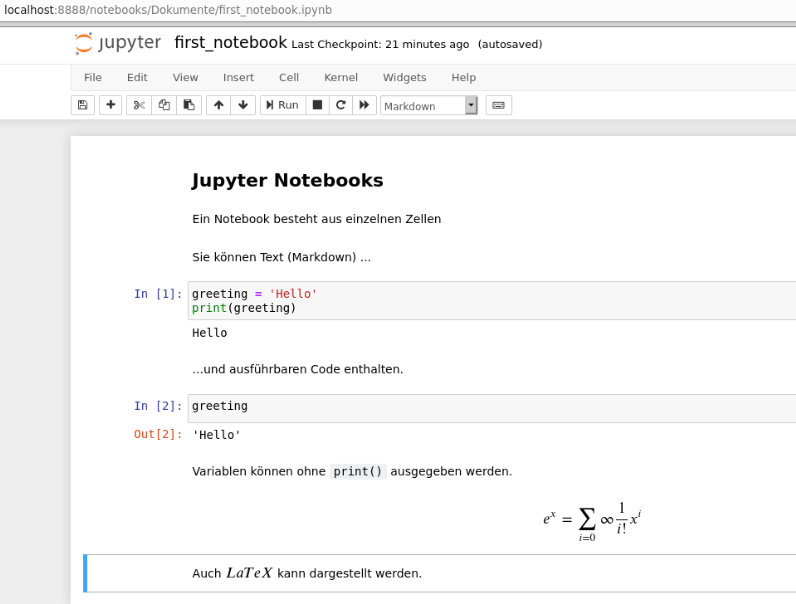 localhost:8888/notebooks/Dokumente/first_notebook.ipynb
jupyter first_notebook Last Checkpoint: 21 minutes ago (autosaved)
File Edit View Insert Cell Kernel Widgets Help
Run Markdown
Jupyter Notebooks
Ein Notebook besteht aus einzelnen Zellen
Sie können Text (Markdown) ...
In [1]: greeting = 'Hello'
print(greeting)
Hello
...und ausführbaren Code enthalten.
In [2]: greeting
Out[2]: 'Hello'
Variablen können ohne print() ausgegeben werden.
e^x = ∑_{i=0} ∞ \frac{1}{i!} x^i
Auch LaTeX kann dargestellt werden.